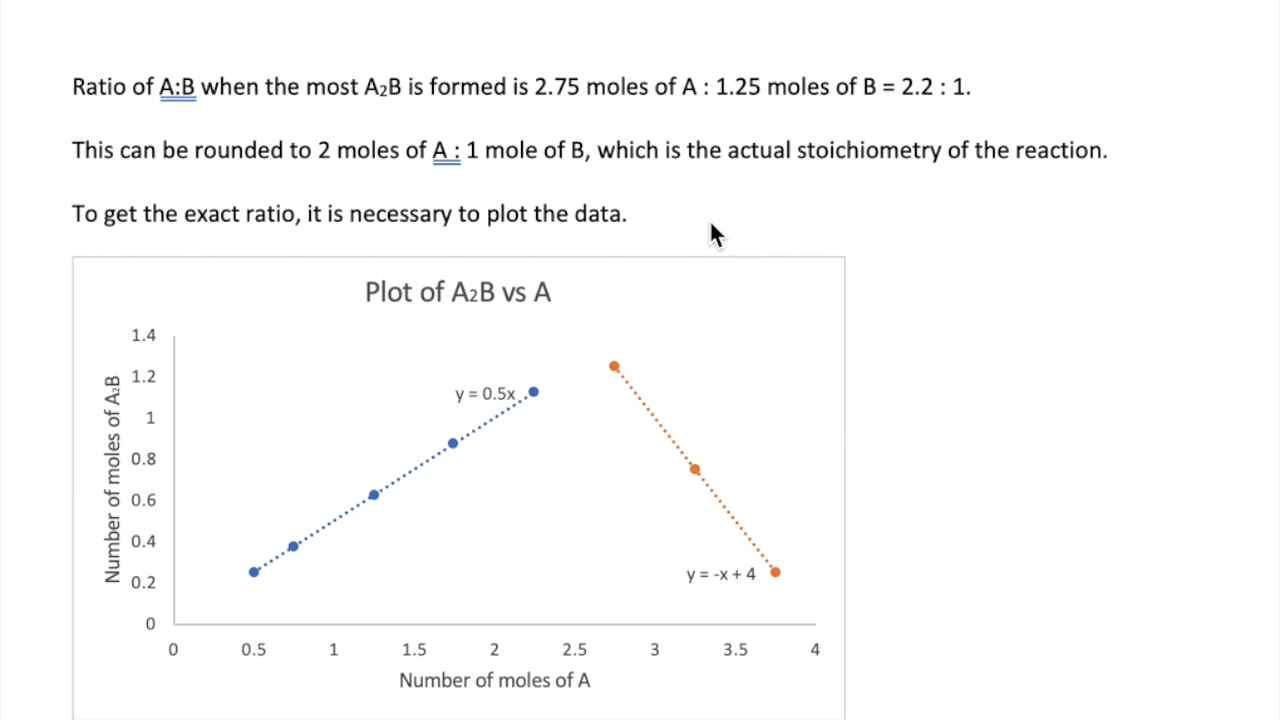 Ratio of A:B when the most A₂B is formed is 2.75 moles of A : 1.25 moles of B = 2.2 : 1.
This can be rounded to 2 moles of A : 1 mole of B, which is the actual stoichiometry of the reaction.
To get the exact ratio, it is necessary to plot the data.
Plot of A₂B vs A
Number of moles of A₂B
1.4
1.2
1
0.8
0.6
0.4
0.2
0
y = 0.5x
y = -x + 4
0 0.5 1 1.5 2 2.5 3 3.5 4
Number of moles of A